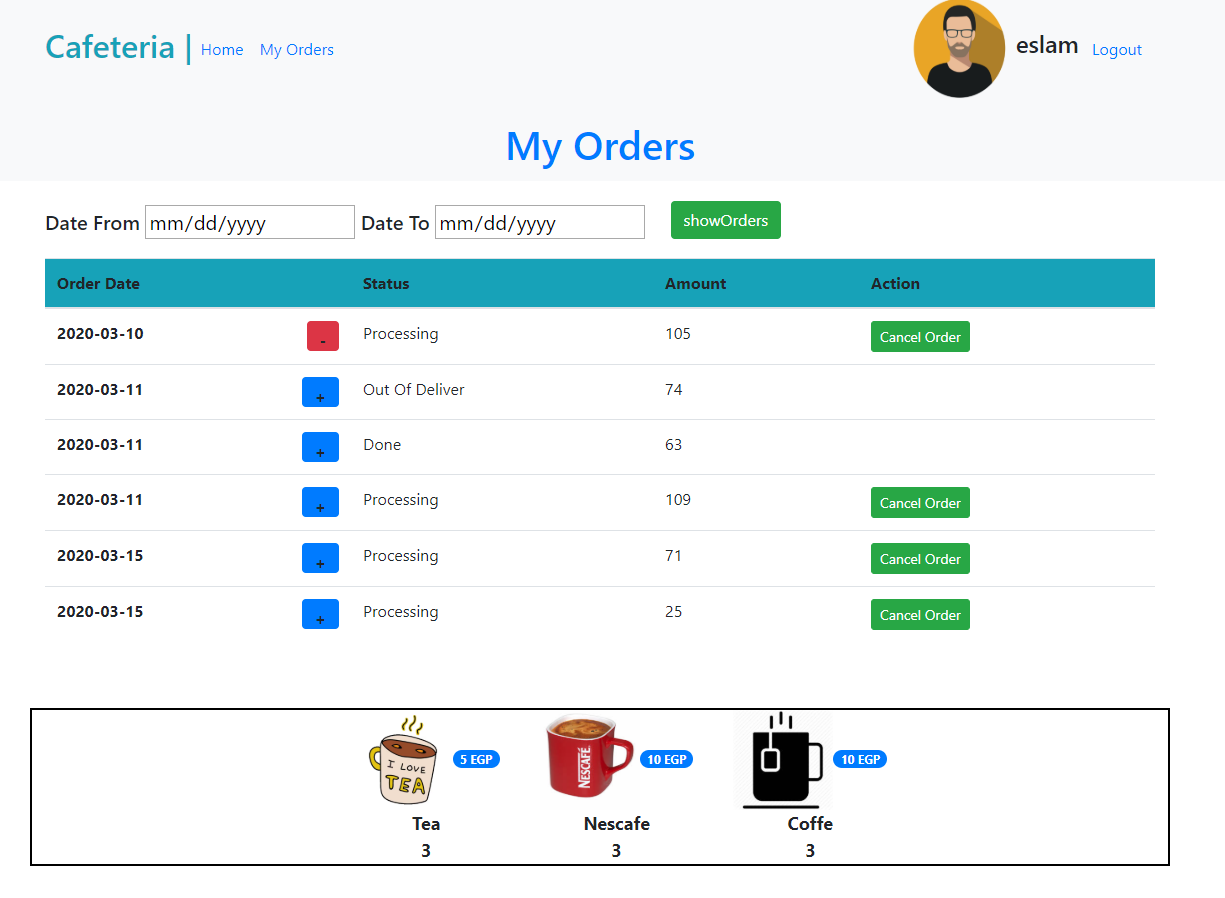 Cafeteria | Home My Orders eslam Logout
My Orders
Date From mm/dd/yyyy Date To mm/dd/yyyy showOrders
Order Date Status Amount Action
2020-03-10 - Processing 105 Cancel Order
2020-03-11 + Out Of Deliver 74
2020-03-11 + Done 63
2020-03-11 + Processing 109 Cancel Order
2020-03-15 + Processing 71 Cancel Order
2020-03-15 + Processing 25 Cancel Order
I LOVE
TEA
5 EGP
NESCAFÉ
10 EGP
10 EGP
Tea Nescafe Coffe
3 3 3